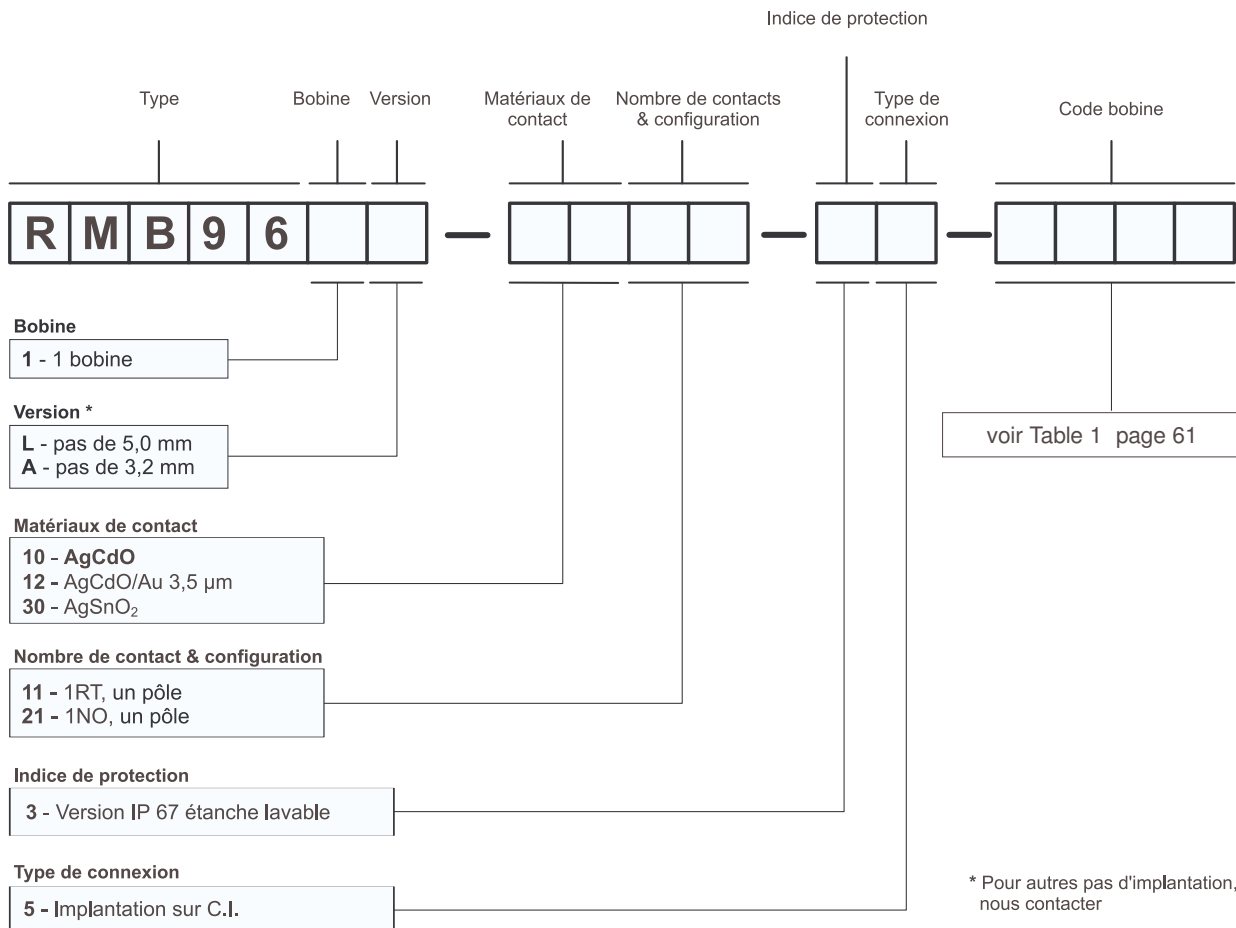 Indice de protection
Type
Bobine
Version
Matériaux de
contact
Nombre de contacts
& configuration
Type de
connexion
Code bobine
R M B 9 6 — — —
Bobine
1 - 1 bobine
Version *
L - pas de 5,0 mm
A - pas de 3,2 mm
voir Table 1 page 61
Matériaux de contact
10 - AgCdO
12 - AgCdO/Au 3,5 µm
30 - AgSnO₂
Nombre de contact & configuration
11 - 1RT, un pôle
21 - 1NO, un pôle
Indice de protection
3 - Version IP 67 étanche lavable
Type de connexion
5 - Implantation sur C.I.
* Pour autres pas d'implantation,
nous contacter